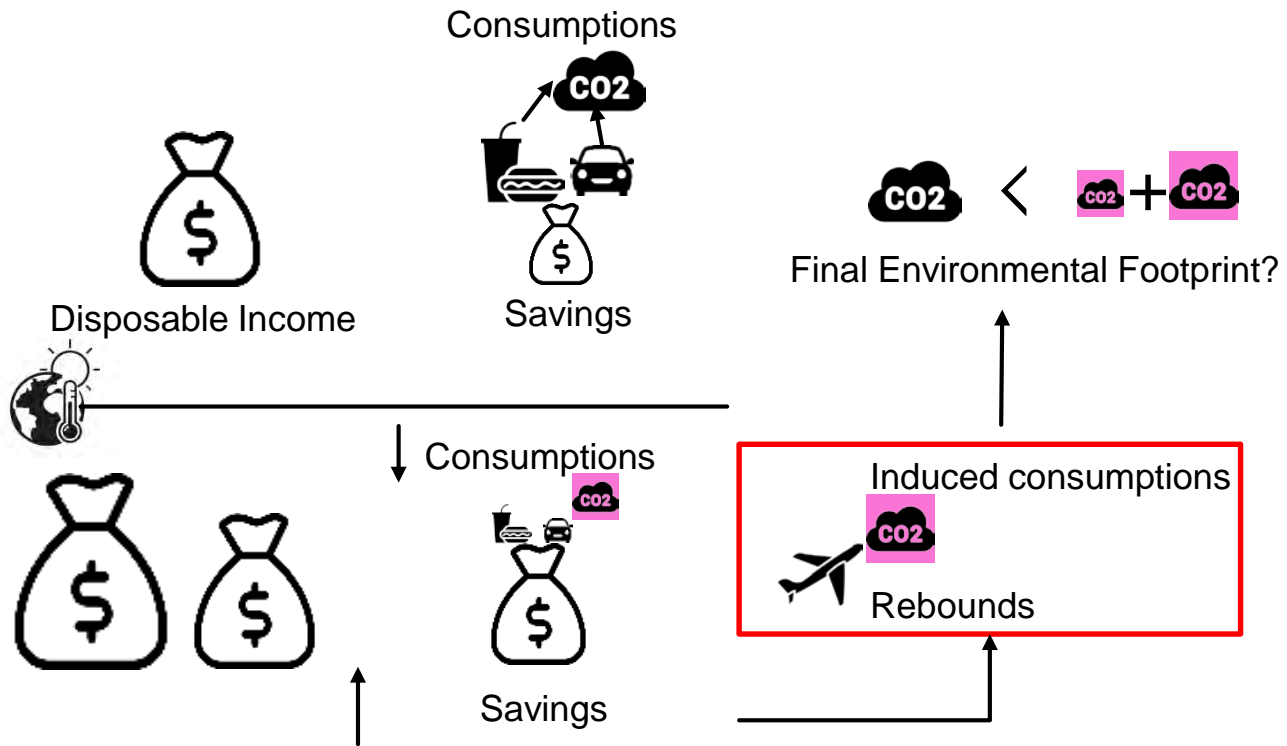 Consumptions
CO2
$
$
Disposable Income
Savings
CO2 < CO2 + CO2
Final Environmental Footprint?
Consumptions
CO2
$
$
$
Savings
Induced consumptions
CO2
Rebounds